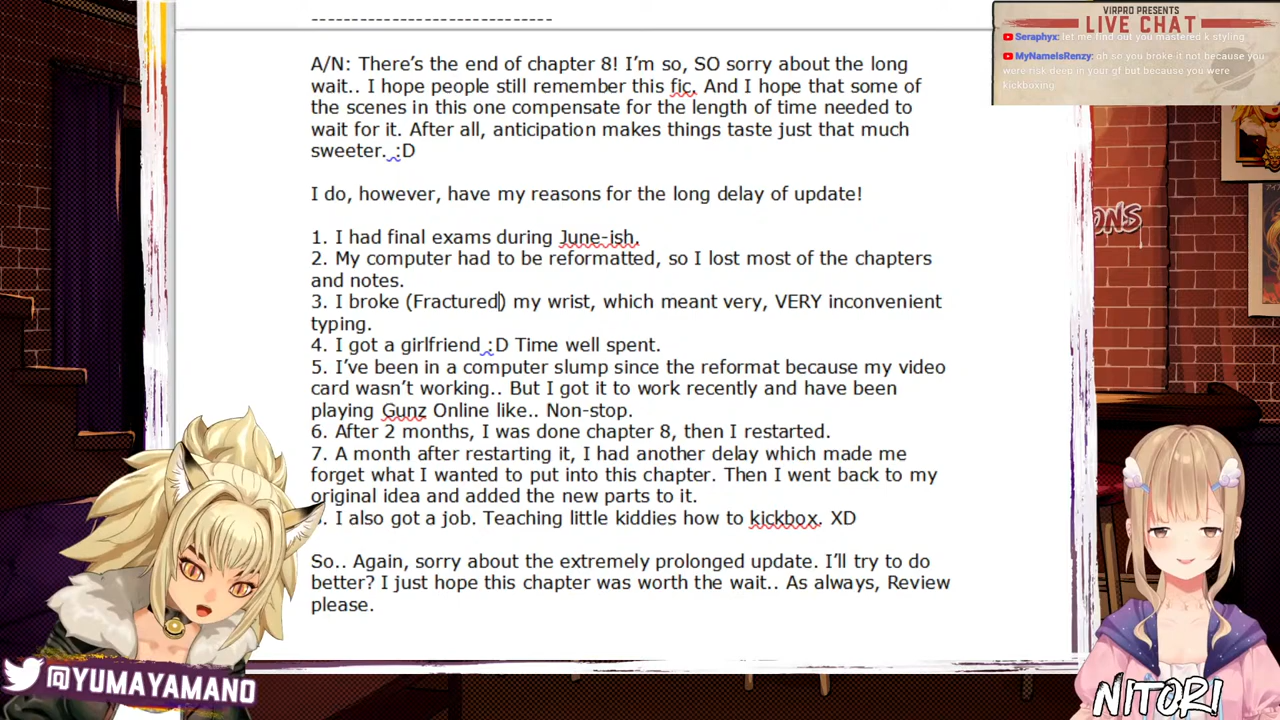 ------------------------------
VIRPRO PRESENTS
LIVE CHAT
Seraphyx: let me find out you mastered k styling
MyNameIsRenzy: oh so you broke it not because you
were risk deep in your gf but because you were
kickboxing
A/N: There's the end of chapter 8! I'm so, SO sorry about the long
wait.. I hope people still remember this fic. And I hope that some of
the scenes in this one compensate for the length of time needed to
wait for it. After all, anticipation makes things taste just that much
sweeter. :D
I do, however, have my reasons for the long delay of update!
1. I had final exams during June-ish.
2. My computer had to be reformatted, so I lost most of the chapters
and notes.
3. I broke (Fractured) my wrist, which meant very, VERY inconvenient
typing.
4. I got a girlfriend :D Time well spent.
5. I've been in a computer slump since the reformat because my video
card wasn't working.. But I got it to work recently and have been
playing Gunz Online like.. Non-stop.
6. After 2 months, I was done chapter 8, then I restarted.
7. A month after restarting it, I had another delay which made me
forget what I wanted to put into this chapter. Then I went back to my
original idea and added the new parts to it.
. I also got a job. Teaching little kiddies how to kickbox. XD
So.. Again, sorry about the extremely prolonged update. I'll try to do
better? I just hope this chapter was worth the wait.. As always, Review
please.
ONS
@YUMAYAMANO
NITORI